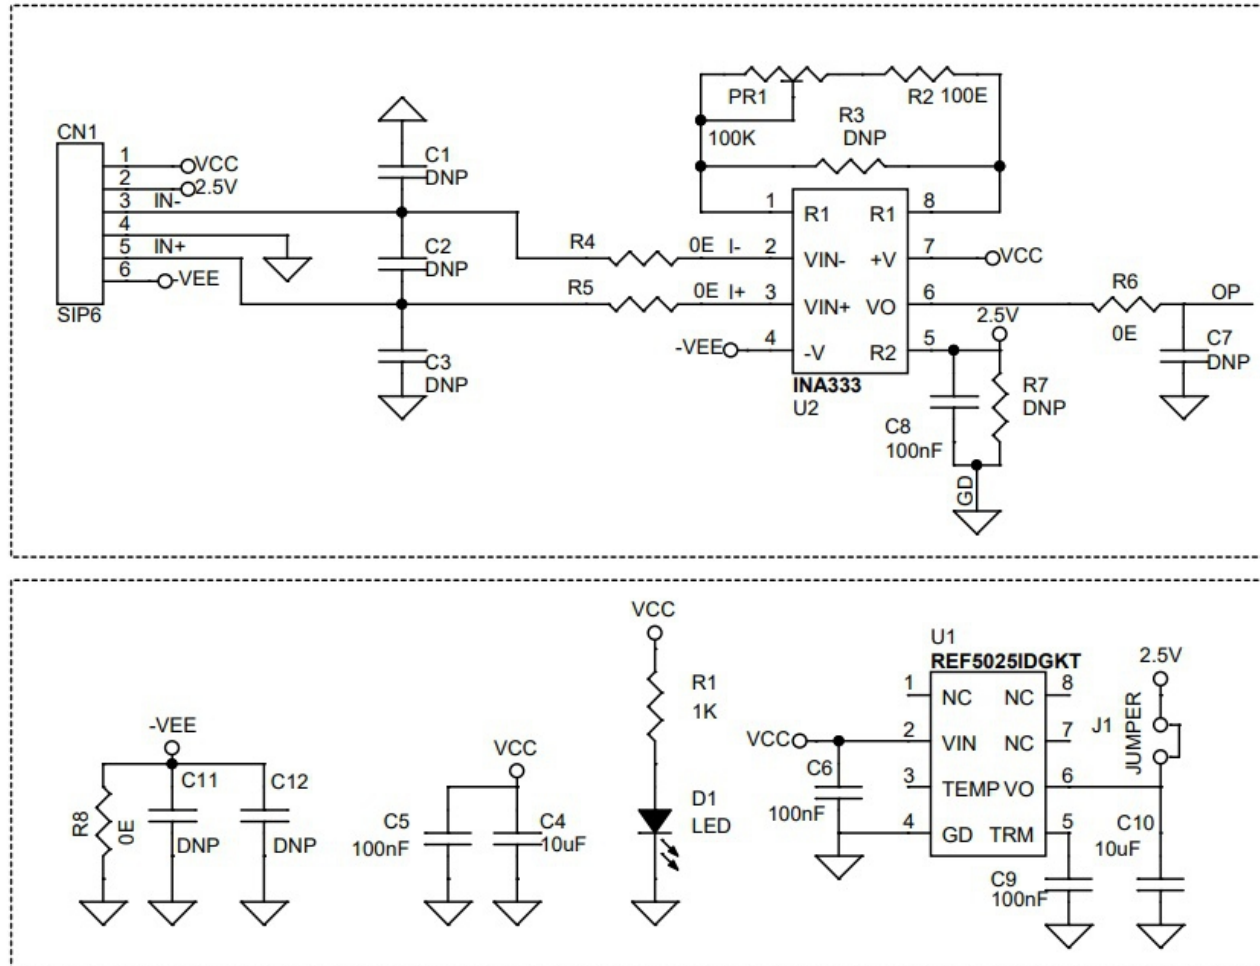 PR1
R2 100E
100K
R3
DNP
CN1
1
VCC
2
2.5V
3
IN-
4
5
IN+
6
-VEE
SIP6
C1
DNP
C2
DNP
C3
DNP
R4
0E
I-
R5
0E
I+
1
R1
R1
8
2
VIN-
+V
7
VCC
3
VIN+
VO
6
-VEE
4
-V
R2
5
2.5V
INA333
U2
R6
0E
OP
C7
DNP
C8
100nF
R7
DNP
GD
-VEE
R8
0E
C11
DNP
C12
DNP
VCC
C5
100nF
C4
10uF
VCC
R1
1K
D1
LED
U1
REF5025IDGKT
1
NC
NC
8
VCC
2
VIN
NC
7
3
TEMP
VO
6
4
GD
TRM
5
C6
100nF
2.5V
J1
JUMPER
C10
10uF
C9
100nF